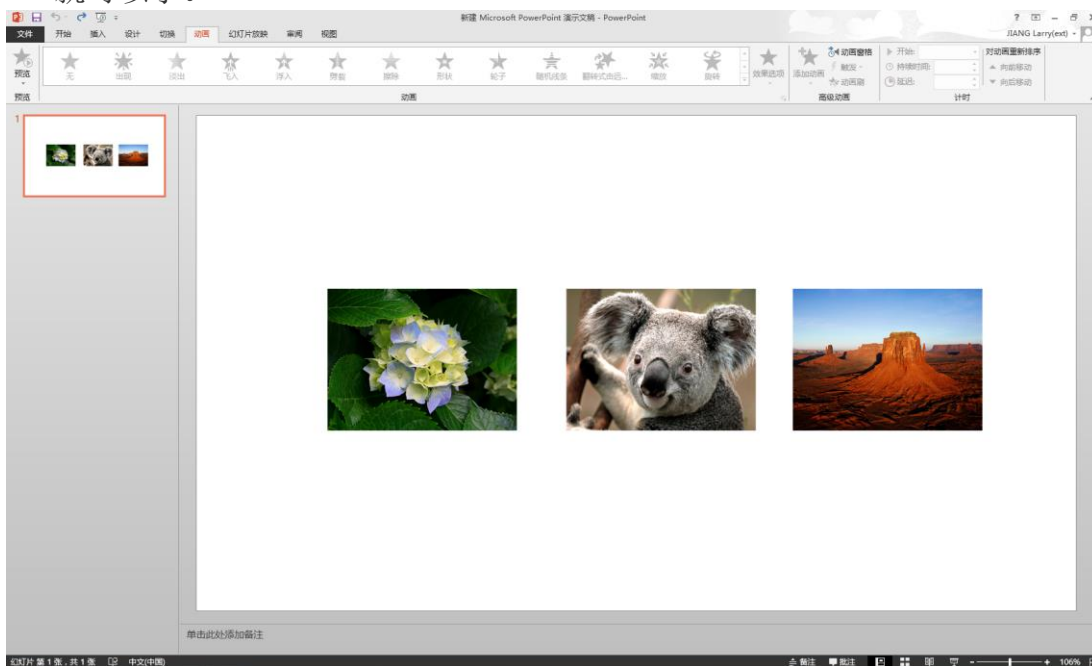 新建 Microsoft PowerPoint 演示文稿 - PowerPoint
JIANG Larry(ext)
文件 开始 插入 设计 切换 动画 幻灯片放映 审阅 视图
预览
无 出现 淡出 飞入 浮入 劈裂 擦除 形状 轮子 随机线条 翻转式由远... 缩放 旋转
效果选项 添加动画
动画窗格
触发
动画刷
开始:
持续时间:
延迟:
对动画重新排序
向前移动
向后移动
预览 动画 高级动画 计时
1
单击此处添加备注
幻灯片 第 1 张，共 1 张 中文(中国) 备注 批注 106%